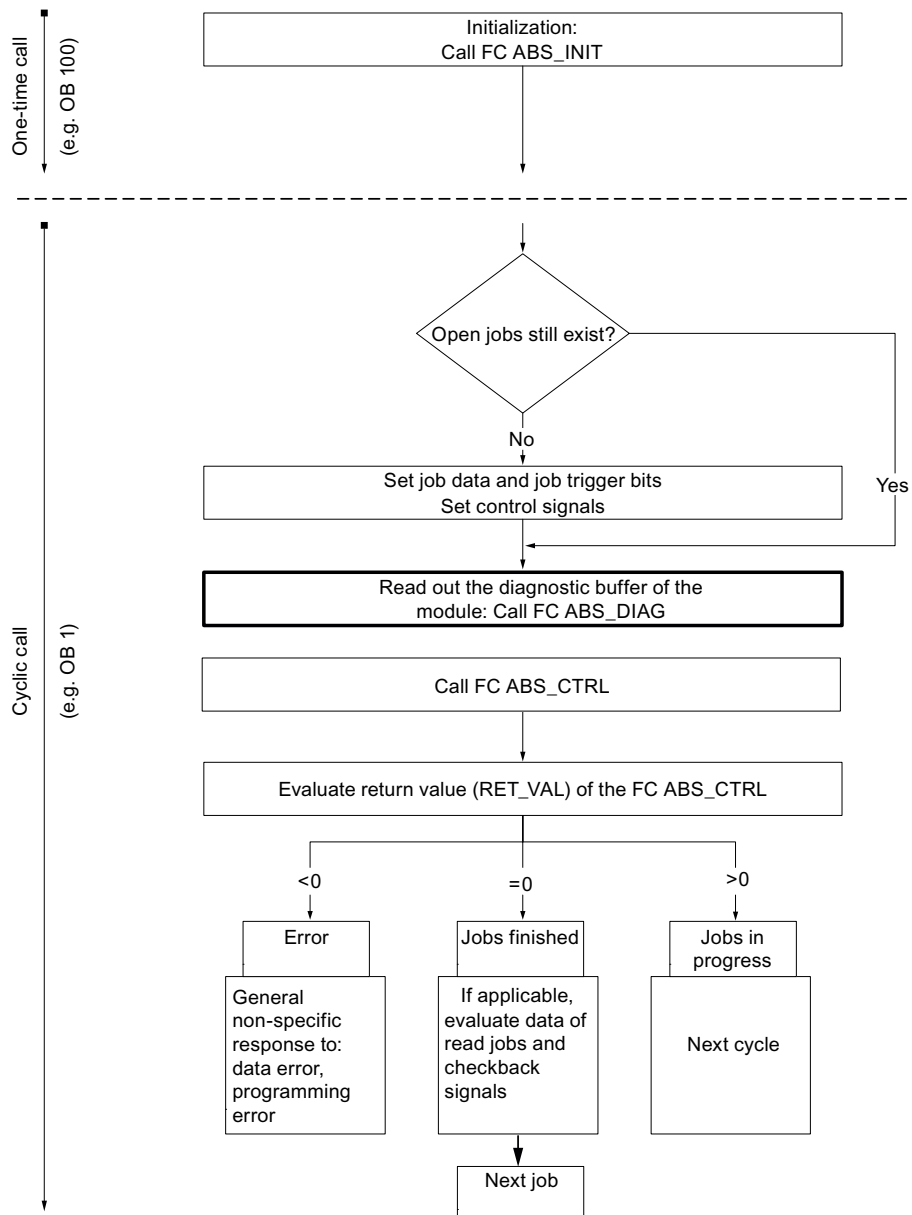 One-time call
(e.g. OB 100)
Initialization:
Call FC ABS_INIT
Cyclic call
(e.g. OB 1)
Open jobs still exist?
No
Yes
Set job data and job trigger bits
Set control signals
Read out the diagnostic buffer of the
module: Call FC ABS_DIAG
Call FC ABS_CTRL
Evaluate return value (RET_VAL) of the FC ABS_CTRL
<0
=0
>0
Error
General
non-specific
response to:
data error,
programming
error
Jobs finished
If applicable,
evaluate data of
read jobs and
checkback
signals
Next job
Jobs in
progress
Next cycle